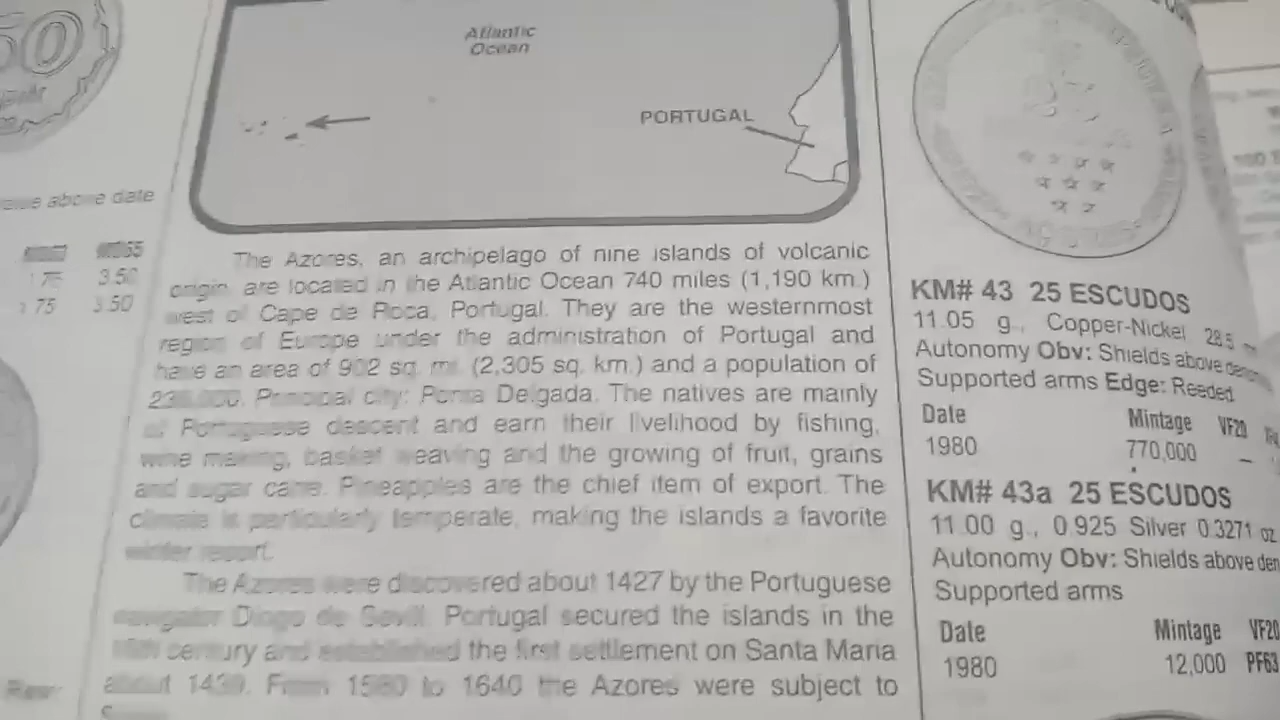 50
Atlantic
Ocean
PORTUGAL
above date
3.50
1.75 3.50
The Azores, an archipelago of nine islands of volcanic
origin, are located in the Atlantic Ocean 740 miles (1,190 km.)
west of Cape de Roca, Portugal. They are the westernmost
region of Europe under the administration of Portugal and
have an area of 902 sq. mi. (2,305 sq. km.) and a population of
Principal city: Ponta Delgada. The natives are mainly
of Portuguese descent and earn their livelihood by fishing,
wine making, basket weaving and the growing of fruit, grains
and sugar cane. Pineapples are the chief item of export. The
climate is particularly temperate, making the islands a favorite
winter resort.
The Azores were discovered about 1427 by the Portuguese
navigator Diogo de Sevill. Portugal secured the islands in the
15th century and established the first settlement on Santa Maria
about 1439. From 1580 to 1640 the Azores were subject to
KM# 43 25 ESCUDOS
11.05 g., Copper-Nickel 28.5
Autonomy Obv: Shields above
Supported arms Edge: Reeded
Date Mintage VF20
1980 770,000 –
KM# 43a 25 ESCUDOS
11.00 g., 0.925 Silver 0.3271 oz
Autonomy Obv: Shields above den
Supported arms
Date Mintage VF20
1980 12,000 PF63